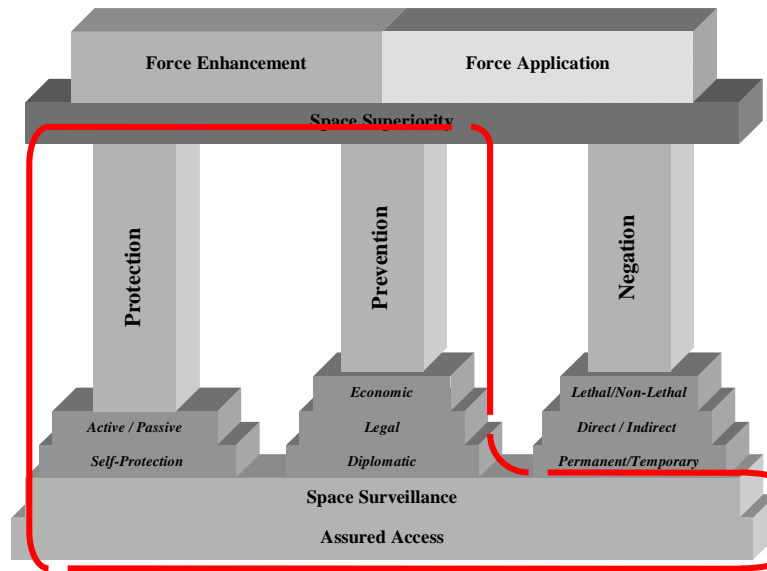 Force Enhancement
Force Application
Space Superiority
Protection
Prevention
Negation
Economic
Lethal/Non-Lethal
Active / Passive
Legal
Direct / Indirect
Self-Protection
Diplomatic
Permanent/Temporary
Space Surveillance
Assured Access